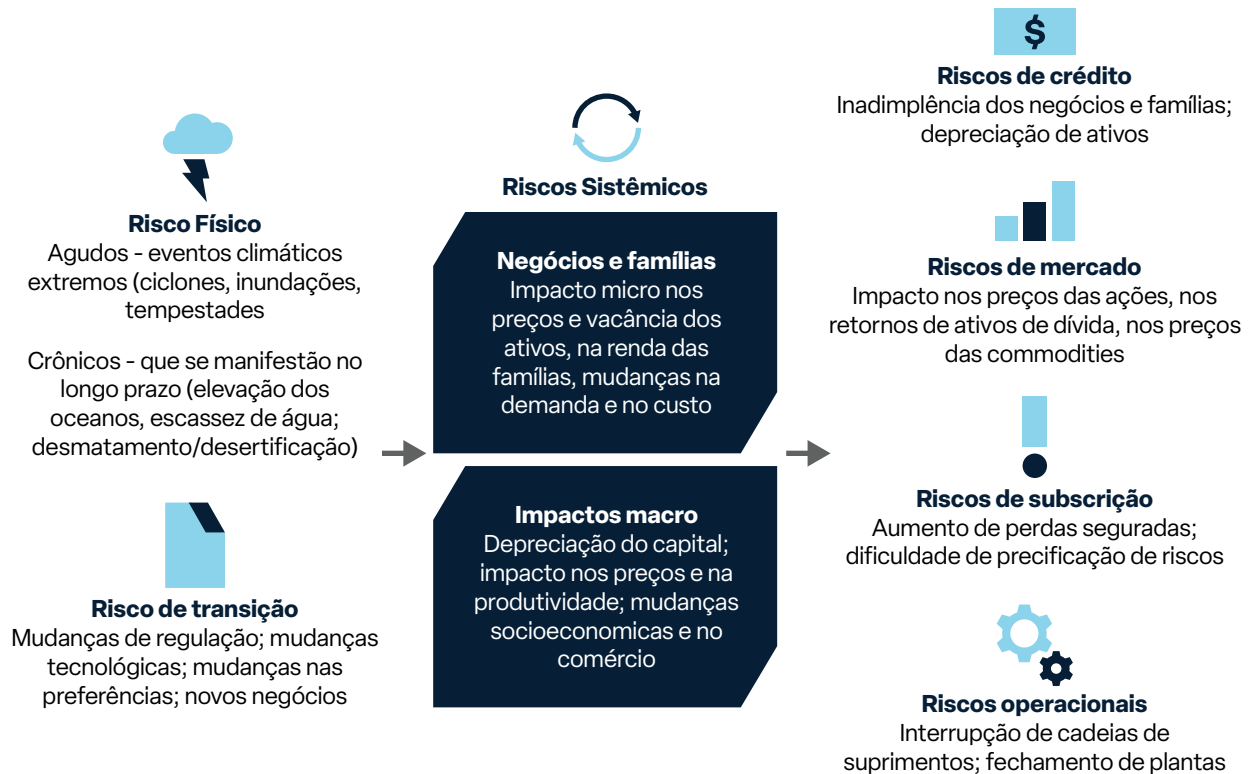 Risco Físico
Agudos - eventos climáticos
extremos (ciclones, inundações,
tempestades
Crônicos - que se manifestão no
longo prazo (elevação dos
oceanos, escassez de água;
desmatamento/desertificação)
Risco de transição
Mudanças de regulação; mudanças
tecnológicas; mudanças nas
preferências; novos negócios
Riscos Sistêmicos
Negócios e famílias
Impacto micro nos
preços e vacância dos
ativos, na renda das
famílias, mudanças na
demanda e no custo
Impactos macro
Depreciação do capital;
impacto nos preços e na
produtividade; mudanças
socioeconomicas e no
comércio
$
Riscos de crédito
Inadimplência dos negócios e famílias;
depreciação de ativos
Riscos de mercado
Impacto nos preços das ações, nos
retornos de ativos de dívida, nos preços
das commodities
Riscos de subscrição
Aumento de perdas seguradas;
dificuldade de precificação de riscos
Riscos operacionais
Interrupção de cadeias de
suprimentos; fechamento de plantas